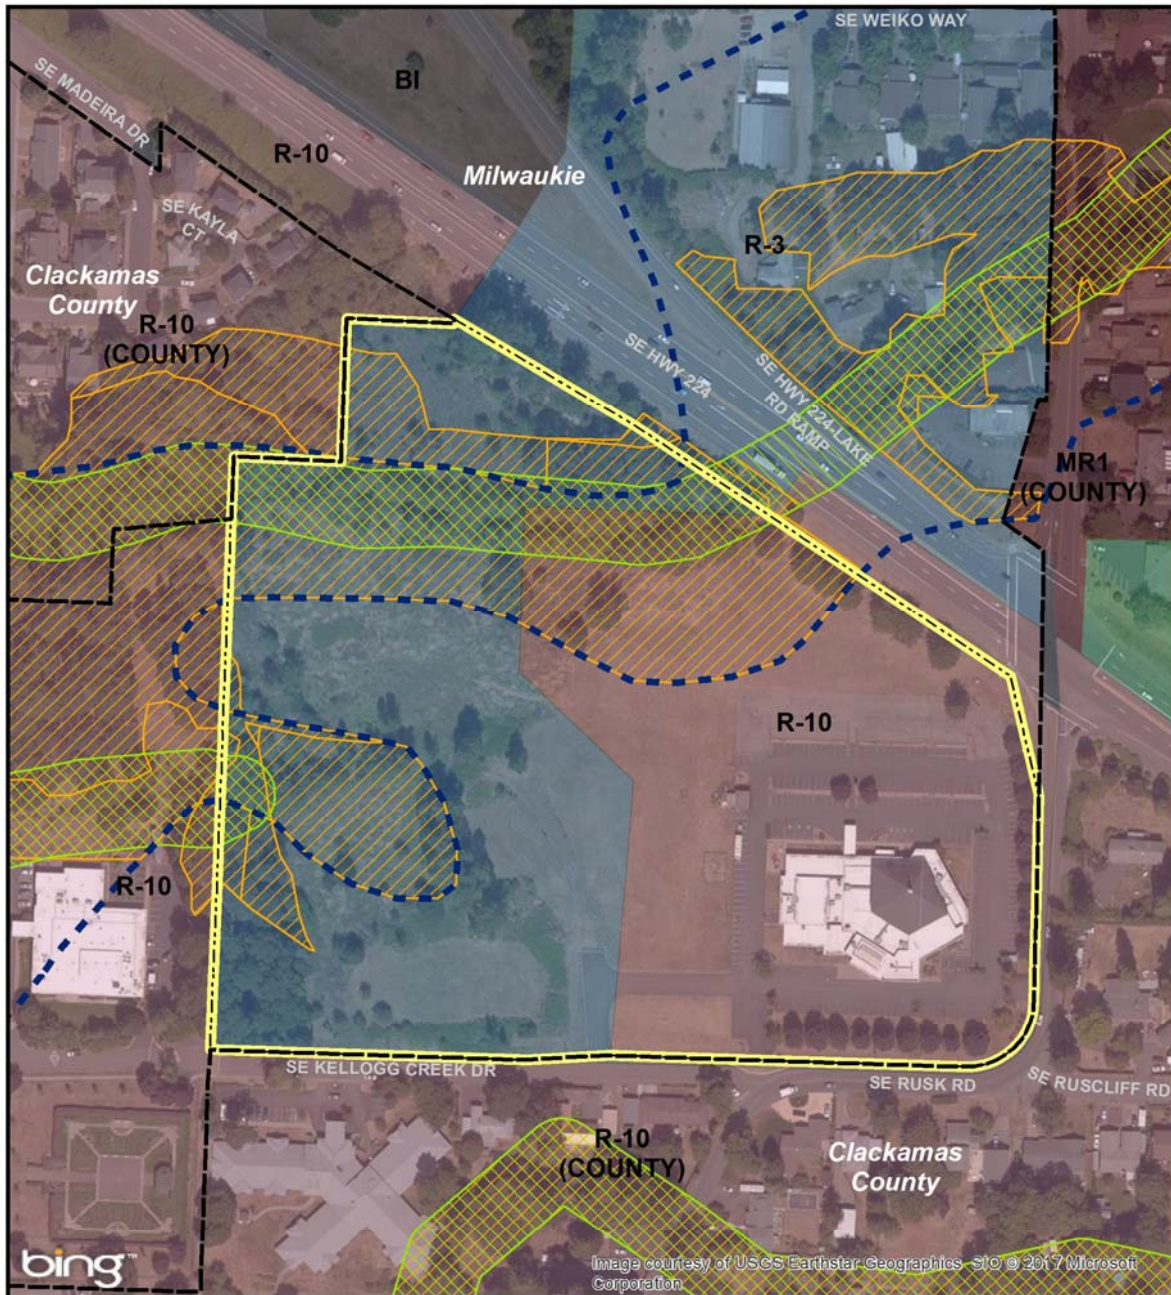 SE WEIKO WAY
BI
SE MADEIRA DR
R-10
Milwaukie
SE KAYLA
CT
R-3
Clackamas
County
R-10
(COUNTY)
SE HWY 224
SE HWY 224-LAKE
RD RAMP
MR1
(COUNTY)
R-10
R-10
SE KELLOGG CREEK DR
SE RUSK RD
SE RUSCLIFF RD
R-10
(COUNTY)
Clackamas
County
bing™
Image courtesy of USGS Earthstar Geographics SIO © 2017 Microsoft
Corporation